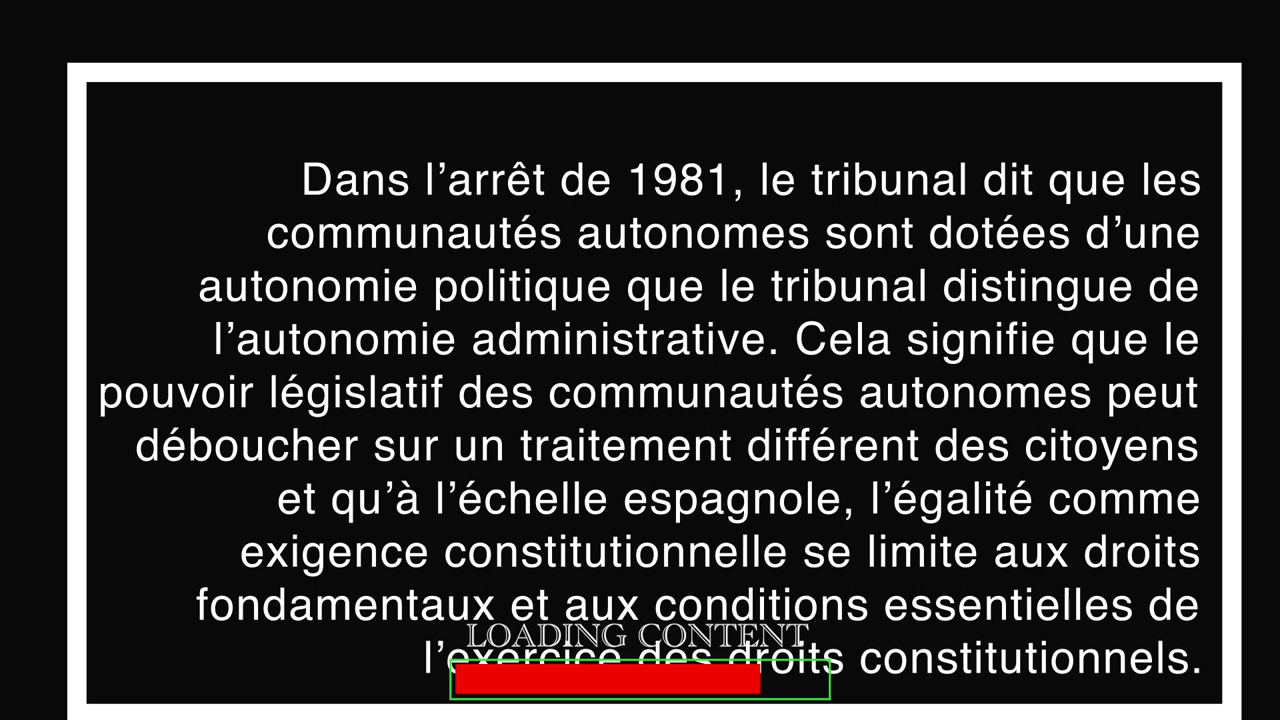 Dans l’arrêt de 1981, le tribunal dit que les
communautés autonomes sont dotées d’une
autonomie politique que le tribunal distingue de
l’autonomie administrative. Cela signifie que le
pouvoir législatif des communautés autonomes peut
déboucher sur un traitement différent des citoyens
et qu’à l’échelle espagnole, l’égalité comme
exigence constitutionnelle se limite aux droits
fondamentaux et aux conditions essentielles de
LOADING CONTENT
l’exercice des droits constitutionnels.